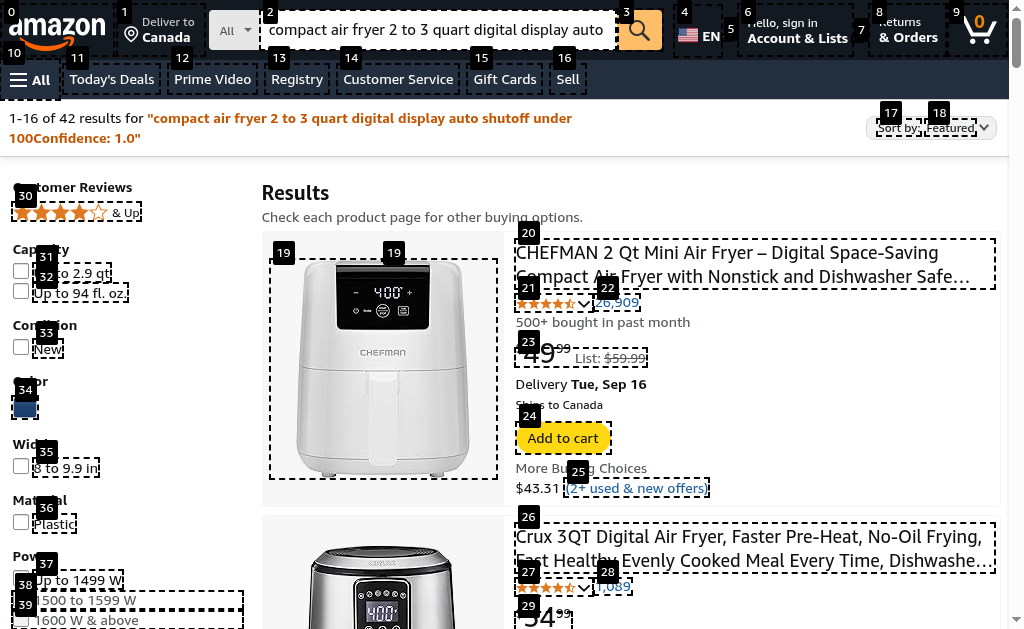 0 1 2 3 4 5 6 7 8 9
amazon
Deliver to
Canada
All
compact air fryer 2 to 3 quart digital display auto
EN
Hello, sign in
Account & Lists
Returns
& Orders
0
10 11 12 13 14 15 16
All
Today's Deals
Prime Video
Registry
Customer Service
Gift Cards
Sell
1-16 of 42 results for "compact air fryer 2 to 3 quart digital display auto shutoff under
100Confidence: 1.0"
17 18
Sort by: Featured
Customer Reviews
30
& Up
Capacity
31
to 2.9 qt
32
Up to 94 fl. oz.
Condition
33
New
Color
34
Width
35
8 to 9.9 in
Material
36
Plastic
37
Up to 1499 W
38
1500 to 1599 W
39
1600 W & above
Results
Check each product page for other buying options.
19 19
400°
CHEFMAN
20
CHEFMAN 2 Qt Mini Air Fryer – Digital Space-Saving
Compact Air Fryer with Nonstick and Dishwasher Safe…
21 22
26,909
500+ bought in past month
23
49 99 List: $59.99
Delivery Tue, Sep 16
Ships to Canada
24
Add to cart
More Buying Choices
25
$43.31 (2+ used & new offers)
26
Crux 3QT Digital Air Fryer, Faster Pre-Heat, No-Oil Frying,
Fast Healthy Evenly Cooked Meal Every Time, Dishwashe…
27 28
1,089
29
54 99
CRUX
400°